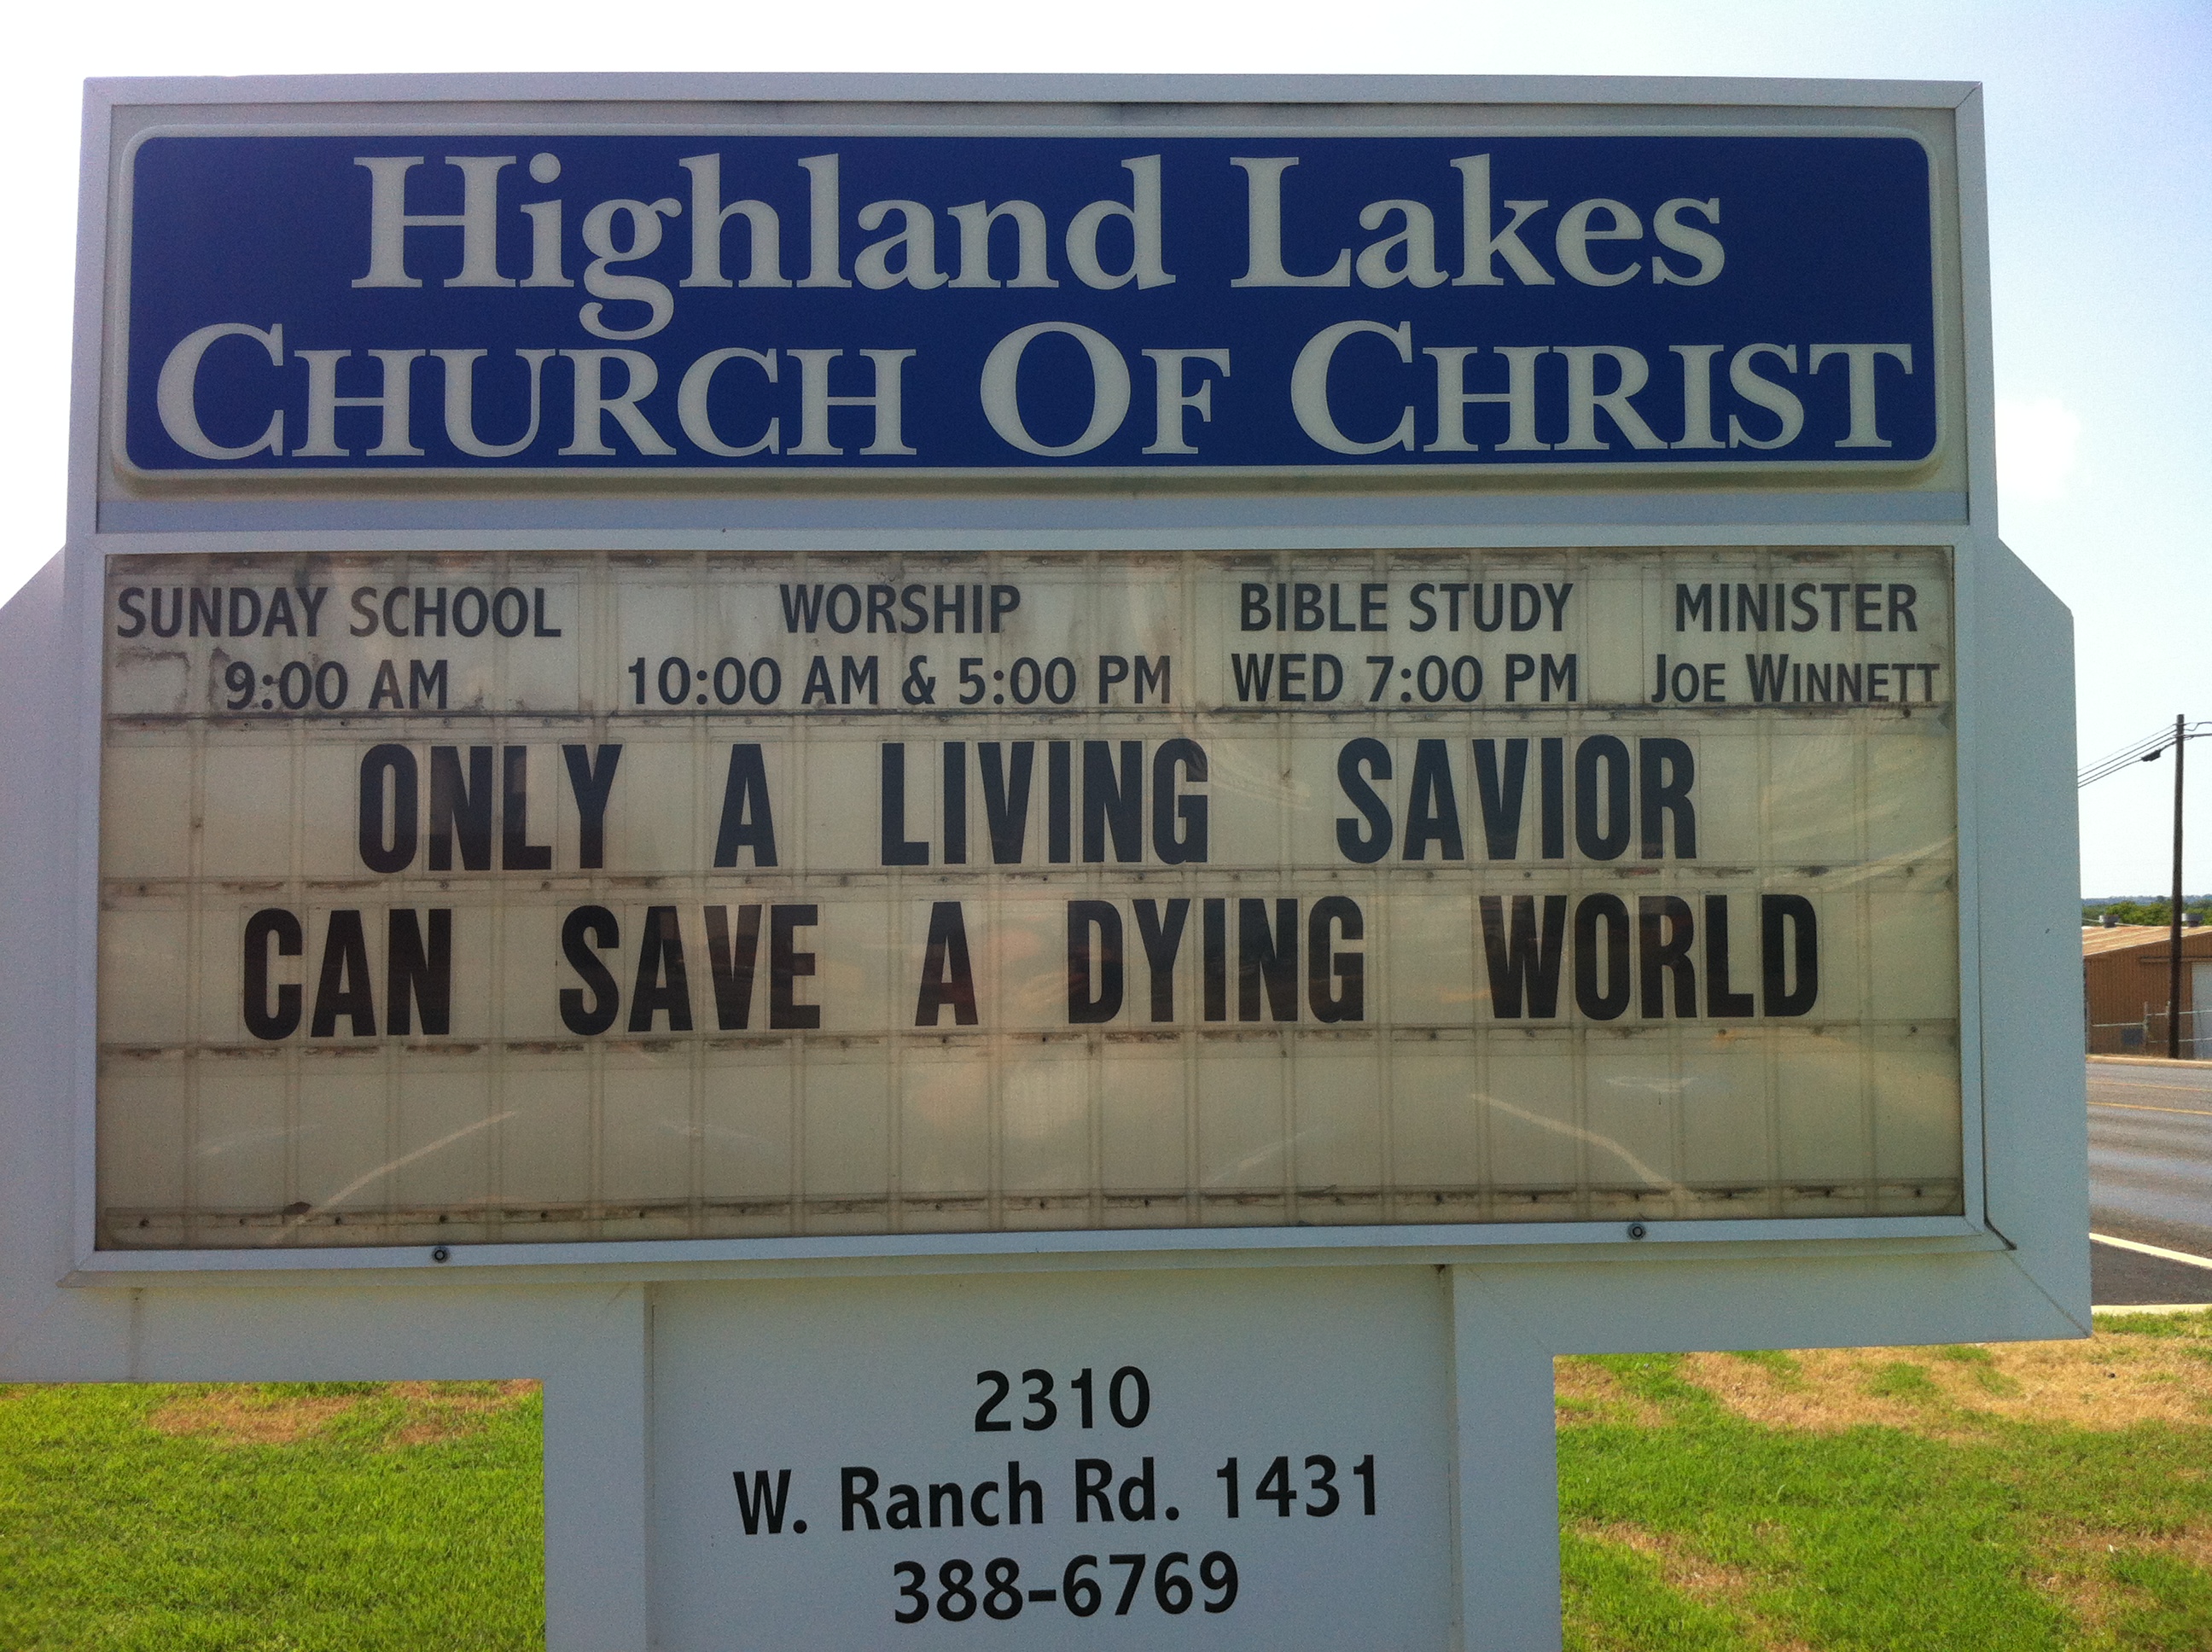 Highland Lakes
CHURCH OF CHRIST
SUNDAY SCHOOL WORSHIP BIBLE STUDY MINISTER
9:00 AM 10:00 AM & 5:00 PM WED 7:00 PM JOE WINNETT
ONLY A LIVING SAVIOR
CAN SAVE A DYING WORLD
2310
W. Ranch Rd. 1431
388-6769